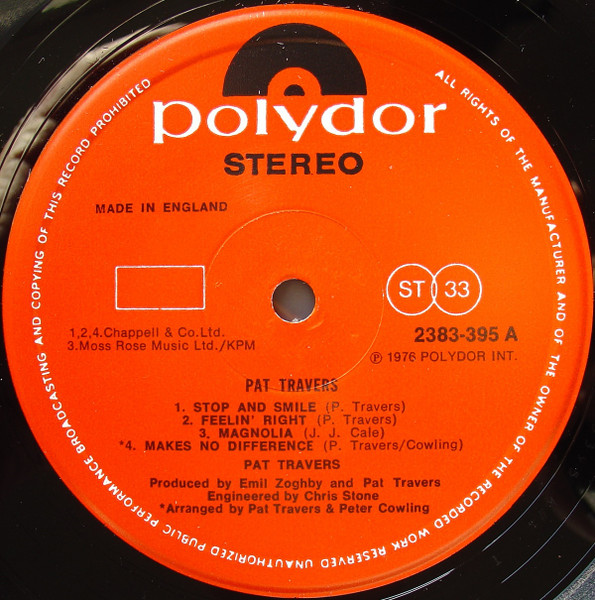 polydor
STEREO
MADE IN ENGLAND
ST 33
1,2,4.Chappell & Co.Ltd.
3.Moss Rose Music Ltd./KPM
2383-395 A
℗ 1976 POLYDOR INT.
PAT TRAVERS
1. STOP AND SMILE (P. Travers)
2. FEELIN' RIGHT (P. Travers)
3. MAGNOLIA (J. J. Cale)
*4. MAKES NO DIFFERENCE (P. Travers/Cowling)
PAT TRAVERS
Produced by Emil Zoghby and Pat Travers
Engineered by Chris Stone
*Arranged by Pat Travers & Peter Cowling
ALL RIGHTS OF THE MANUFACTURER AND OF THE OWNER OF THE RECORDED WORK RESERVED UNAUTHORIZED PUBLIC PERFORMANCE BROADCASTING AND COPYING OF THIS RECORD PROHIBITED